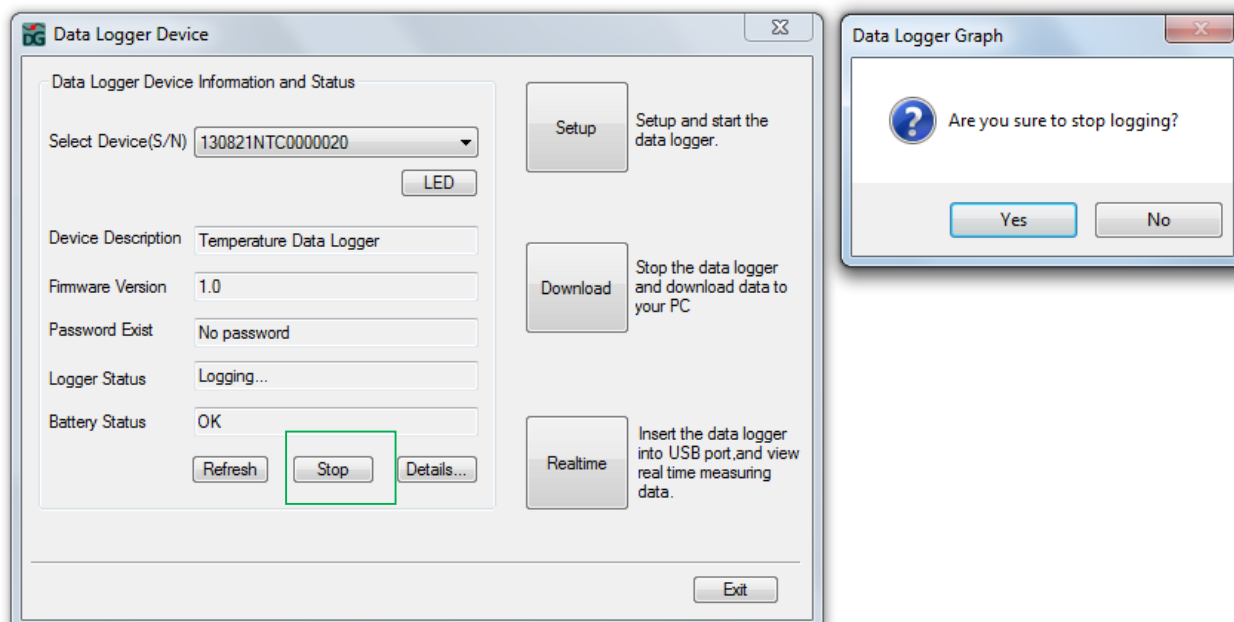 Data Logger Device
Data Logger Device Information and Status
Select Device(S/N) 130821NTC0000020
LED
Device Description Temperature Data Logger
Firmware Version 1.0
Password Exist No password
Logger Status Logging...
Battery Status OK
Refresh Stop Details...
Setup
Setup and start the
data logger.
Download
Stop the data logger
and download data to
your PC
Realtime
Insert the data logger
into USB port,and view
real time measuring
data.
Exit
Data Logger Graph
Are you sure to stop logging?
Yes No